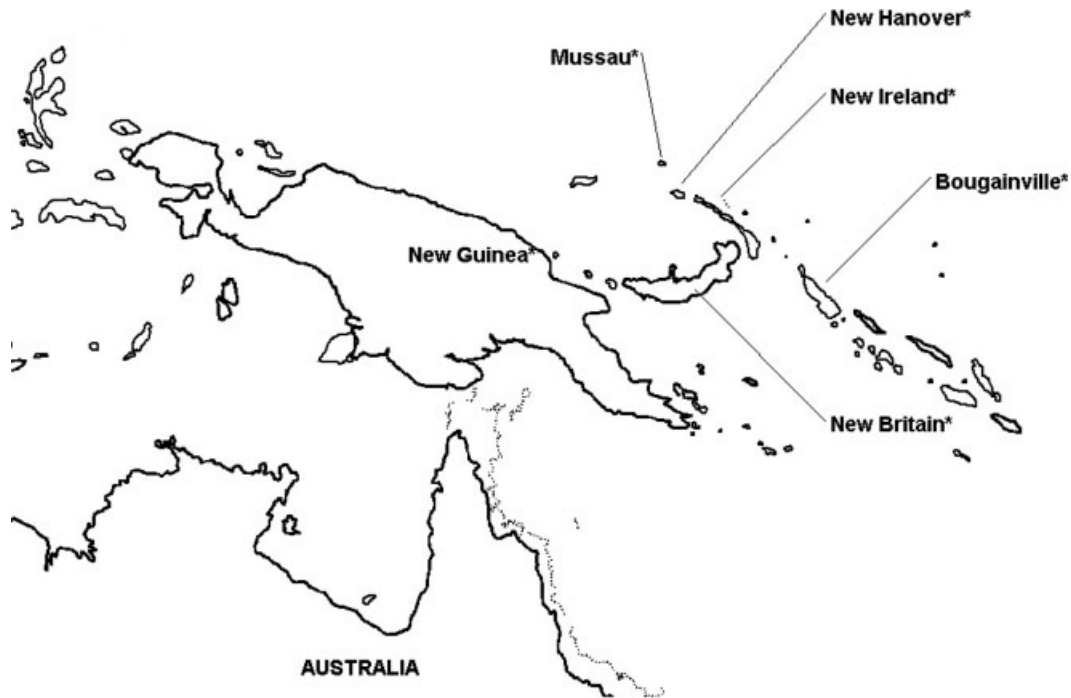 New Hanover*
Mussau*
New Ireland*
Bougainville*
New Guinea*
New Britain*
AUSTRALIA